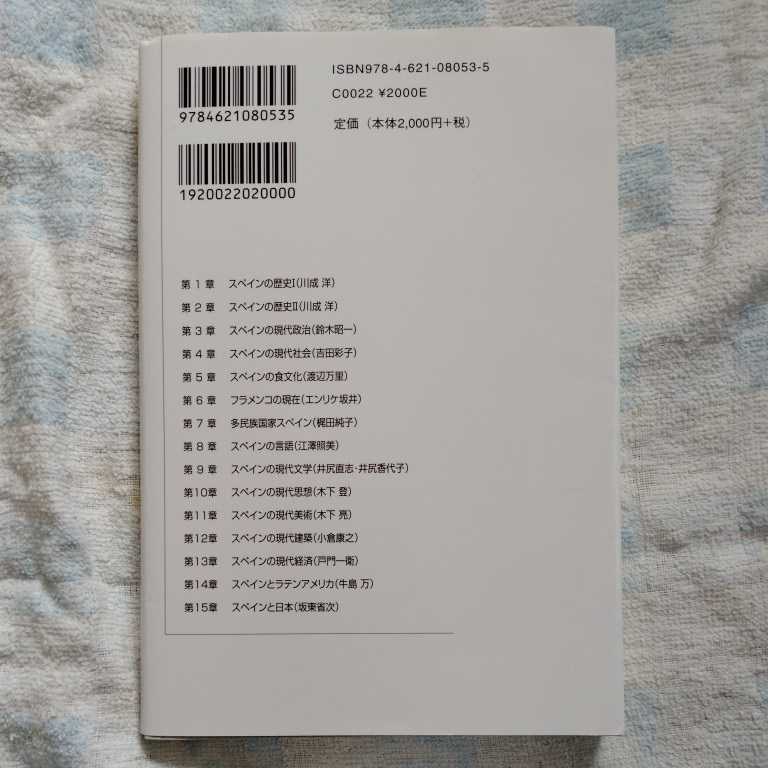 ISBN978-4-621-08053-5
9784621080535
C0022 ¥2000E
定価（本体2,000円+税）
1920022020000
第 1 章 スペインの歴史I（川成 洋）
第 2 章 スペインの歴史II（川成 洋）
第 3 章 スペインの現代政治（鈴木昭一）
第 4 章 スペインの現代社会（吉田彩子）
第 5 章 スペインの食文化（渡辺万里）
第 6 章 フラメンコの現在（エンリケ坂井）
第 7 章 多民族国家スペイン（梶田純子）
第 8 章 スペインの言語（江澤照美）
第 9 章 スペインの現代文学（井尻直志・井尻香代子）
第10章 スペインの現代思想（木下 登）
第11章 スペインの現代美術（木下 亮）
第12章 スペインの現代建築（小倉康之）
第13章 スペインの現代経済（戸門一衛）
第14章 スペインとラテンアメリカ（牛島 万）
第15章 スペインと日本（坂東省次）